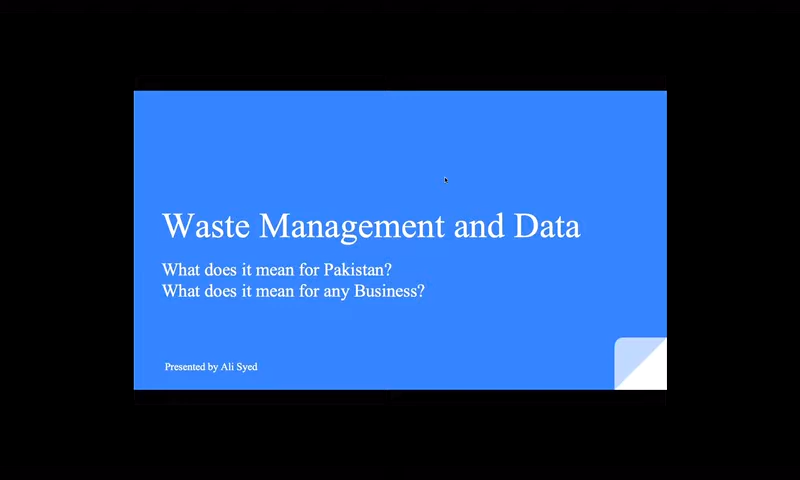 Waste Management and Data
What does it mean for Pakistan?
What does it mean for any Business?
Presented by Ali Syed